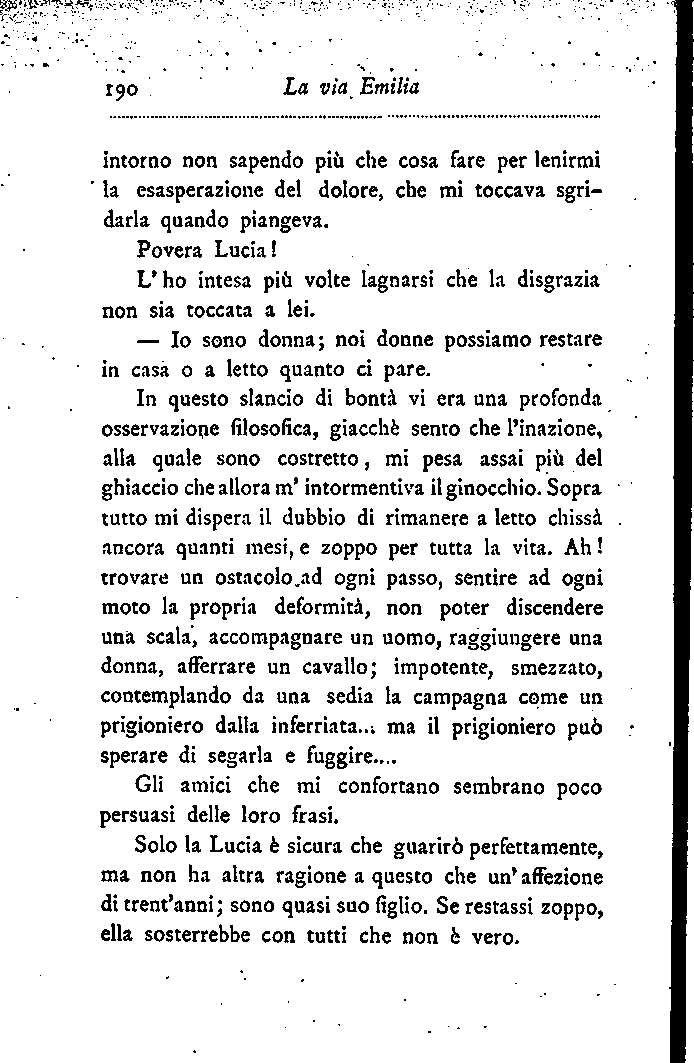 190 La via Emilia
intorno non sapendo più che cosa fare per lenirmi
la esasperazione del dolore, che mi toccava sgri-
darla quando piangeva.
Povera Lucia!
L'ho intesa più volte lagnarsi che la disgrazia
non sia toccata a lei.
— Io sono donna; noi donne possiamo restare
in casa o a letto quanto ci pare.
In questo slancio di bontà vi era una profonda
osservazione filosofica, giacchè sento che l'inazione,
alla quale sono costretto, mi pesa assai più del
ghiaccio che allora m'intormentiva il ginocchio. Sopra
tutto mi dispera il dubbio di rimanere a letto chissà
ancora quanti mesi, e zoppo per tutta la vita. Ah!
trovare un ostacolo ad ogni passo, sentire ad ogni
moto la propria deformità, non poter discendere
una scala, accompagnare un uomo, raggiungere una
donna, afferrare un cavallo; impotente, smezzato,
contemplando da una sedia la campagna come un
prigioniero dalla inferriata... ma il prigioniero può
sperare di segarla e fuggire....
Gli amici che mi confortano sembrano poco
persuasi delle loro frasi.
Solo la Lucia è sicura che guarirò perfettamente,
ma non ha altra ragione a questo che un'affezione
di trent'anni; sono quasi suo figlio. Se restassi zoppo,
ella sosterrebbe con tutti che non è vero.